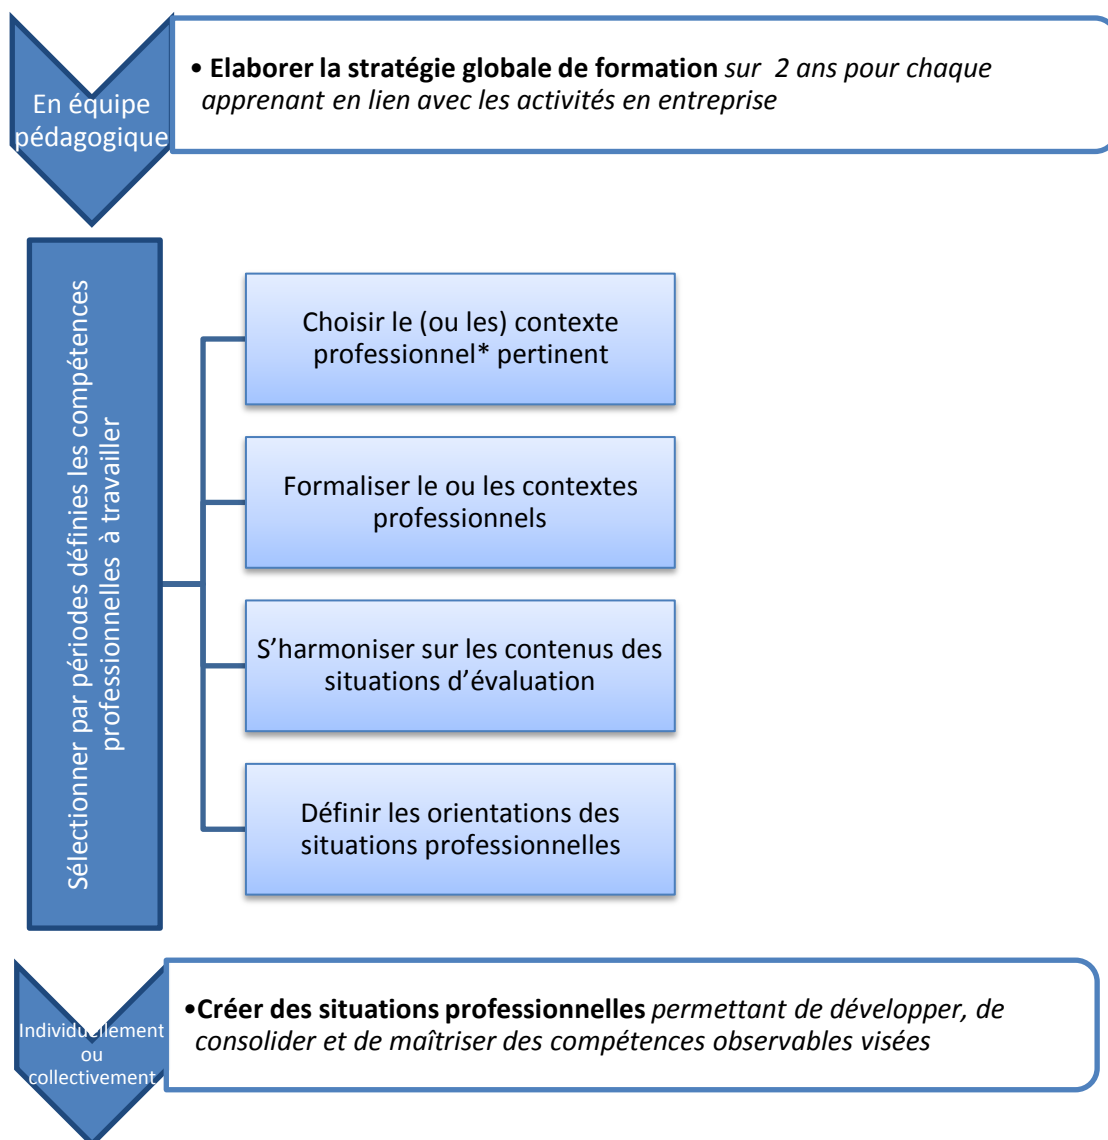 En équipe
pédagogique
• Elaborer la stratégie globale de formation sur 2 ans pour chaque
apprenant en lien avec les activités en entreprise
Sélectionner par périodes définies les compétences
professionnelles à travailler
Choisir le (ou les) contexte
professionnel* pertinent
Formaliser le ou les contextes
professionnels
S’harmoniser sur les contenus des
situations d’évaluation
Définir les orientations des
situations professionnelles
Individuellement
ou
collectivement
•Créer des situations professionnelles permettant de développer, de
consolider et de maîtriser des compétences observables visées